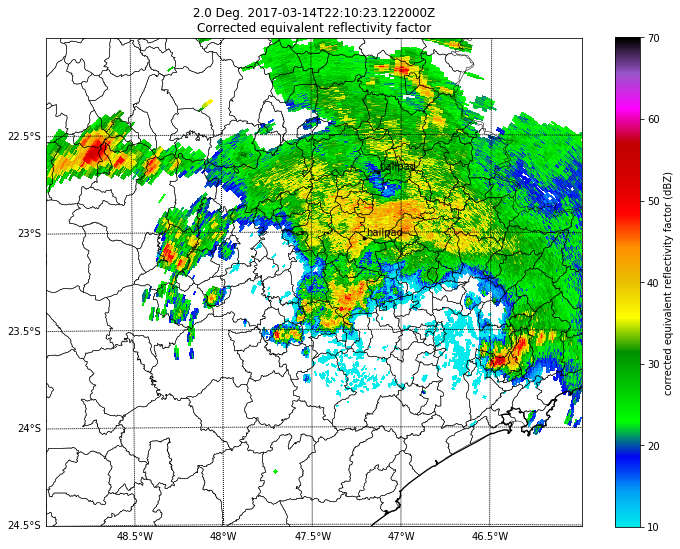 2.0 Deg. 2017-03-14T22:10:23.122000Z
Corrected equivalent reflectivity factor
70
60
50
40
30
20
10
corrected equivalent reflectivity factor (dBZ)
22.5°S
23°S
23.5°S
24°S
24.5°S
hailpad
hailpad
48.5°W
48°W
47.5°W
47°W
46.5°W